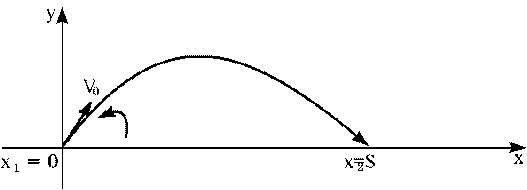 y
V₀
x₁ = 0
x₂=S
x